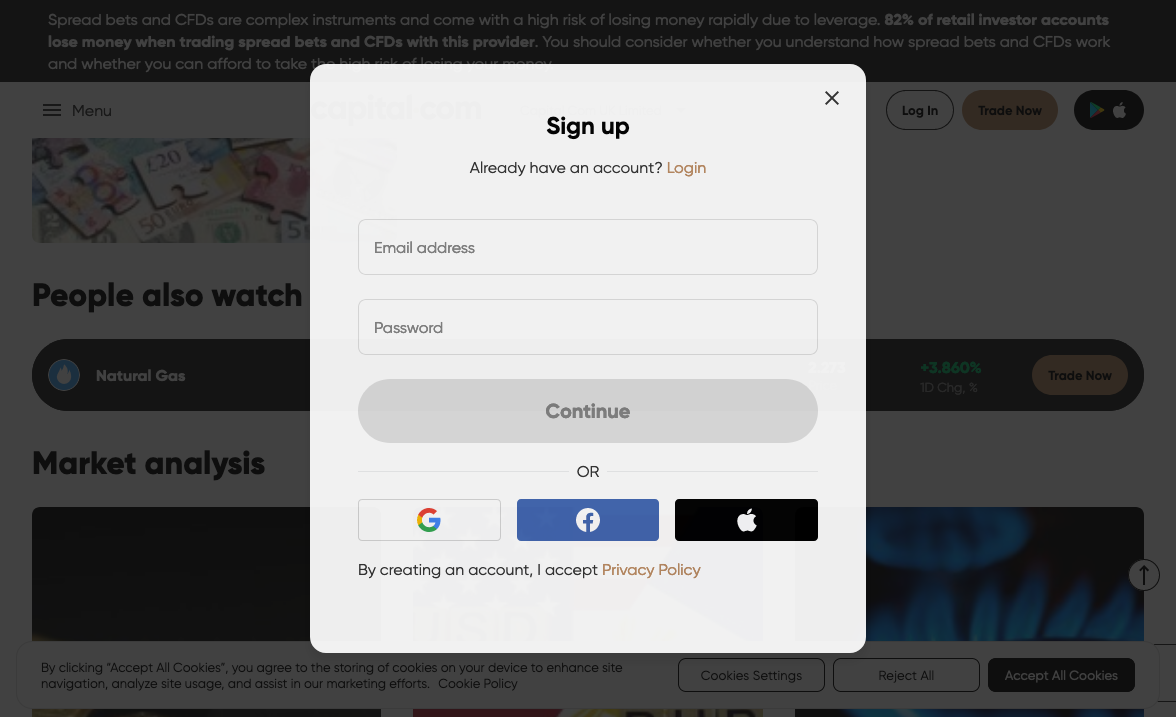 Spread bets and CFDs are complex instruments and come with a high risk of losing money rapidly due to leverage. 82% of retail investor accounts
lose money when trading spread bets and CFDs with this provider. You should consider whether you understand how spread bets and CFDs work
and whether you can afford to take the high risk of losing your money.
Menu
capital com
Log In
Trade Now
Sign up
Already have an account? Login
£20
50
Email address
People also watch
Password
Natural Gas
+3.860%
1D Chg, %
Trade Now
Continue
Market analysis
OR
By creating an account, I accept Privacy Policy
By clicking “Accept All Cookies”, you agree to the storing of cookies on your device to enhance site
navigation, analyze site usage, and assist in our marketing efforts. Cookie Policy
Cookies Settings
Reject All
Accept All Cookies